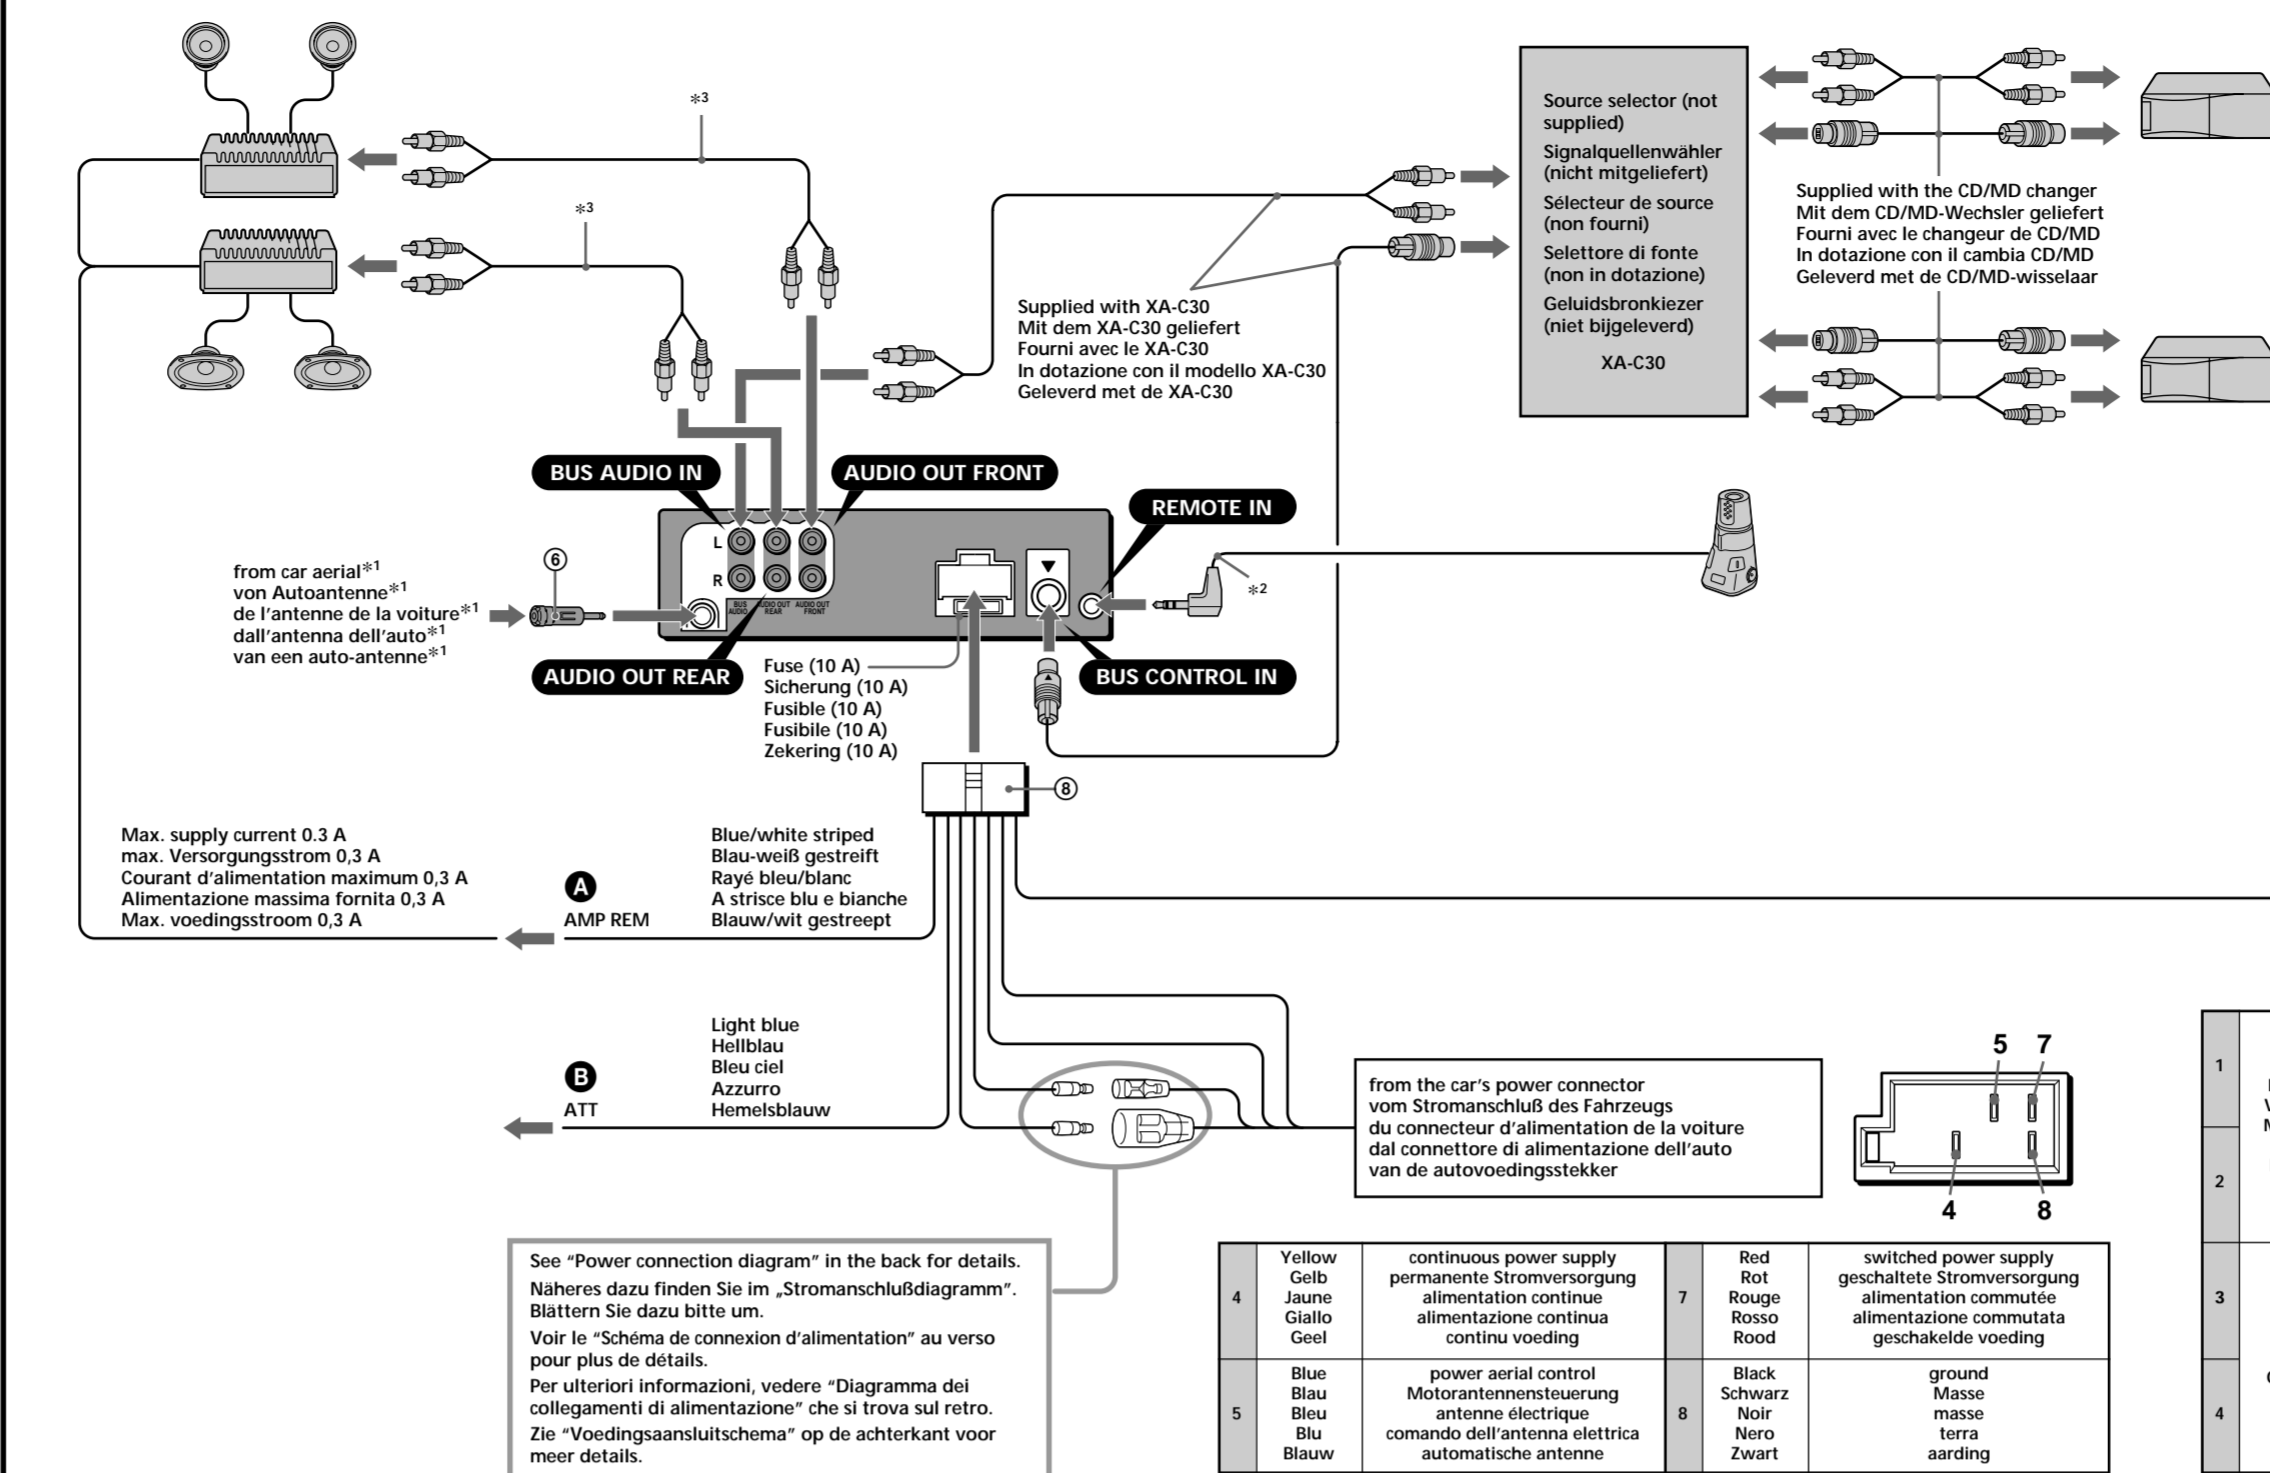 *3
*3
Source selector (not
supplied)
Signalquellenwähler
(nicht mitgeliefert)
Sélecteur de source
(non fourni)
Selettore di fonte
(non in dotazione)
Geluidsbronkiezer
(niet bijgeleverd)
XA-C30
Supplied with the CD/MD changer
Mit dem CD/MD-Wechsler geliefert
Fourni avec le changeur de CD/MD
In dotazione con il cambia CD/MD
Geleverd met de CD/MD-wisselaar
Supplied with XA-C30
Mit dem XA-C30 geliefert
Fourni avec le XA-C30
In dotazione con il modello XA-C30
Geleverd met de XA-C30
BUS AUDIO IN
AUDIO OUT FRONT
REMOTE IN
L
R
BUS AUDIO
AUDIO OUT REAR
AUDIO OUT FRONT
6
from car aerial*1
von Autoantenne*1
de l'antenne de la voiture*1
dall'antenna dell'auto*1
van een auto-antenne*1
*2
AUDIO OUT REAR
Fuse (10 A)
Sicherung (10 A)
Fusible (10 A)
Fusibile (10 A)
Zekering (10 A)
BUS CONTROL IN
8
Max. supply current 0.3 A
max. Versorgungsstrom 0,3 A
Courant d'alimentation maximum 0,3 A
Alimentazione massima fornita 0,3 A
Max. voedingsstroom 0,3 A
A
AMP REM
Blue/white striped
Blau-weiß gestreift
Rayé bleu/blanc
A strisce blu e bianche
Blauw/wit gestreept
B
ATT
Light blue
Hellblau
Bleu ciel
Azzurro
Hemelsblauw
from the car's power connector
vom Stromanschluß des Fahrzeugs
du connecteur d'alimentation de la voiture
dal connettore di alimentazione dell'auto
van de autovoedingsstekker
5 7
4 8
See “Power connection diagram” in the back for details.
Näheres dazu finden Sie im „Stromanschlußdiagramm”.
Blättern Sie dazu bitte um.
Voir le “Schéma de connexion d'alimentation” au verso
pour plus de détails.
Per ulteriori informazioni, vedere “Diagramma dei
collegamenti di alimentazione” che si trova sul retro.
Zie “Voedingsaansluitschema” op de achterkant voor
meer details.
4
Yellow
Gelb
Jaune
Giallo
Geel
continuous power supply
permanente Stromversorgung
alimentation continue
alimentazione continua
continu voeding
7
Red
Rot
Rouge
Rosso
Rood
switched power supply
geschaltete Stromversorgung
alimentation commutée
alimentazione commutata
geschakelde voeding
5
Blue
Blau
Bleu
Blu
Blauw
power aerial control
Motorantennensteuerung
antenne électrique
comando dell'antenna elettrica
automatische antenne
8
Black
Schwarz
Noir
Nero
Zwart
ground
Masse
masse
terra
aarding
1
2
3
4